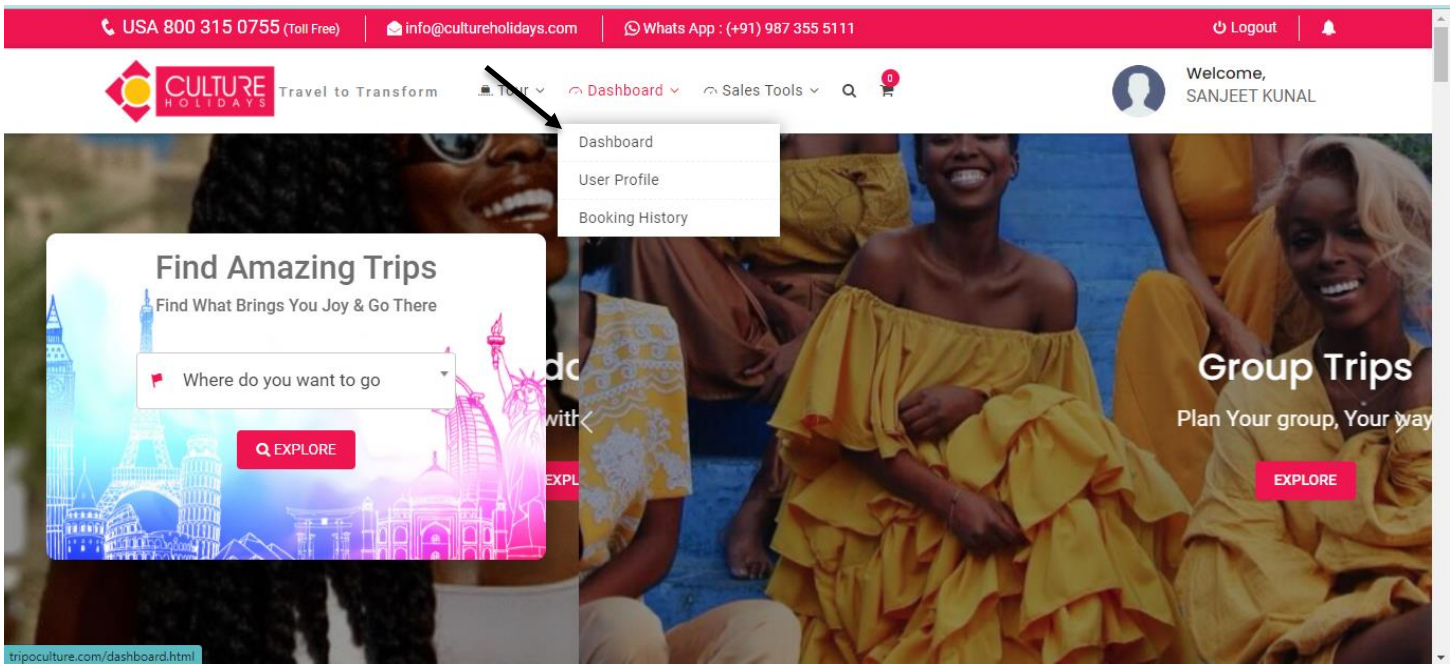 USA 800 315 0755 (Toll Free) info@cultureholidays.com Whats App : (+91) 987 355 5111 Logout
CULTURE
HOLIDAYS
Travel to Transform Tour Dashboard Sales Tools 0
Welcome,
SANJEET KUNAL
Dashboard
User Profile
Booking History
Find Amazing Trips
Find What Brings You Joy & Go There
Where do you want to go
EXPLORE
with
EXPL
Group Trips
Plan Your group, Your way
EXPLORE
tripoculture.com/dashboard.html